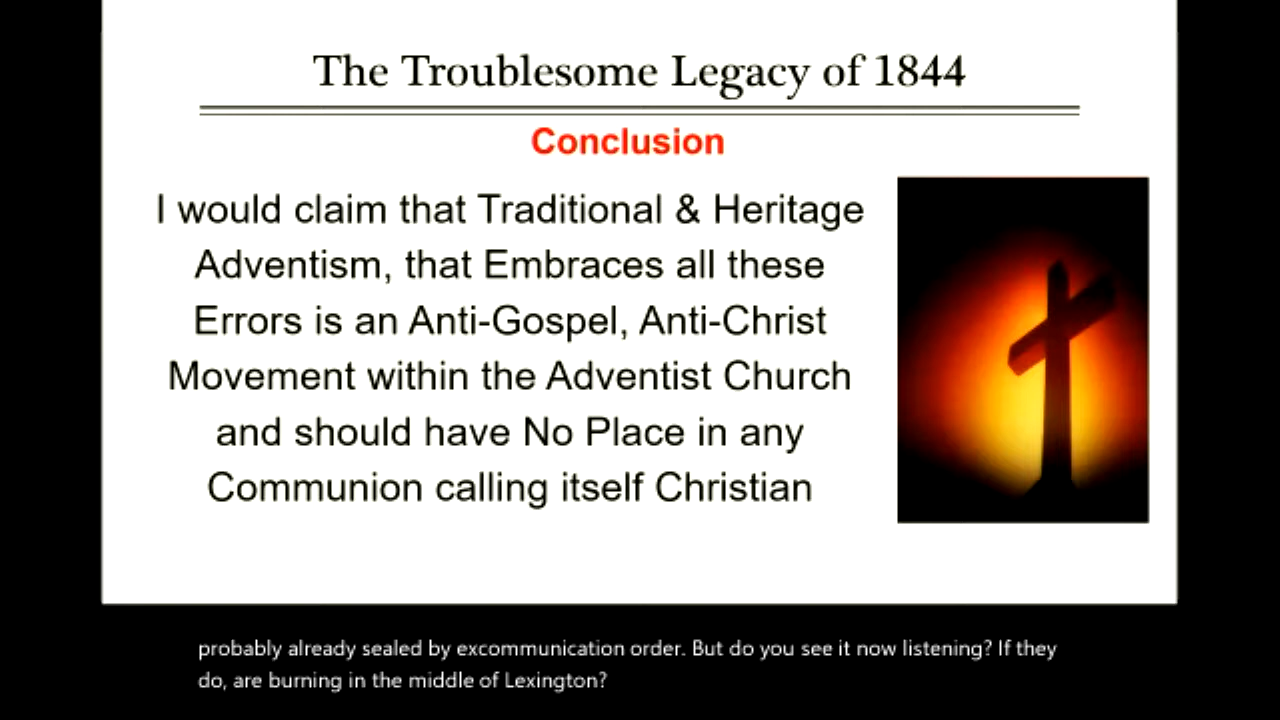 The Troublesome Legacy of 1844
Conclusion
I would claim that Traditional & Heritage
Adventism, that Embraces all these
Errors is an Anti-Gospel, Anti-Christ
Movement within the Adventist Church
and should have No Place in any
Communion calling itself Christian
probably already sealed by excommunication order. But do you see it now listening? If they
do, are burning in the middle of Lexington?